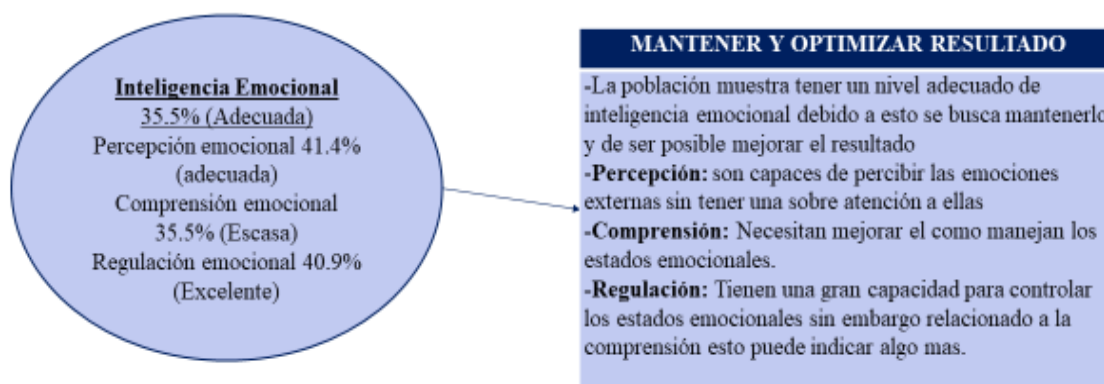 Inteligencia Emocional
35.5% (Adecuada)
Percepción emocional 41.4%
(adecuada)
Comprensión emocional
35.5% (Escasa)
Regulación emocional 40.9%
(Excelente)
MANTENER Y OPTIMIZAR RESULTADO
-La población muestra tener un nivel adecuado de
inteligencia emocional debido a esto se busca mantenerlo
y de ser posible mejorar el resultado
-Percepción: son capaces de percibir las emociones
externas sin tener una sobre atención a ellas
-Comprensión: Necesitan mejorar el como manejan los
estados emocionales.
-Regulación: Tienen una gran capacidad para controlar
los estados emocionales sin embargo relacionado a la
comprensión esto puede indicar algo mas.